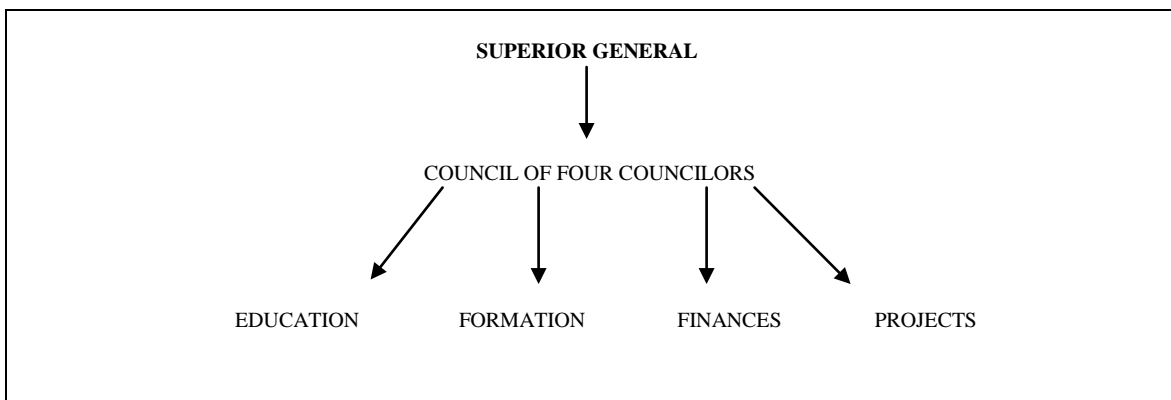 SUPERIOR GENERAL
COUNCIL OF FOUR COUNCILORS
EDUCATION FORMATION FINANCES PROJECTS